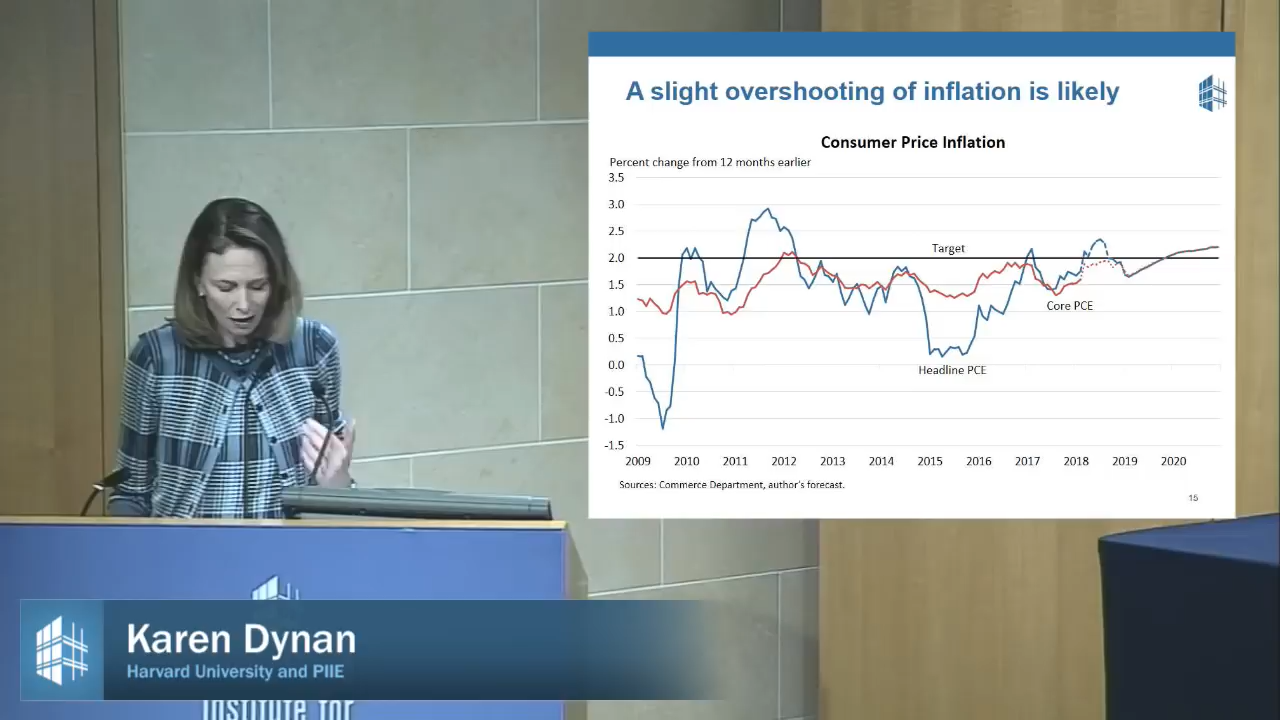 A slight overshooting of inflation is likely
Consumer Price Inflation
Percent change from 12 months earlier
3.5
3.0
2.5
2.0
1.5
1.0
0.5
0.0
-0.5
-1.0
-1.5
Target
Core PCE
Headline PCE
2009 2010 2011 2012 2013 2014 2015 2016 2017 2018 2019 2020
Sources: Commerce Department, author's forecast.
15
Karen Dynan
Harvard University and PIIE
Institute for